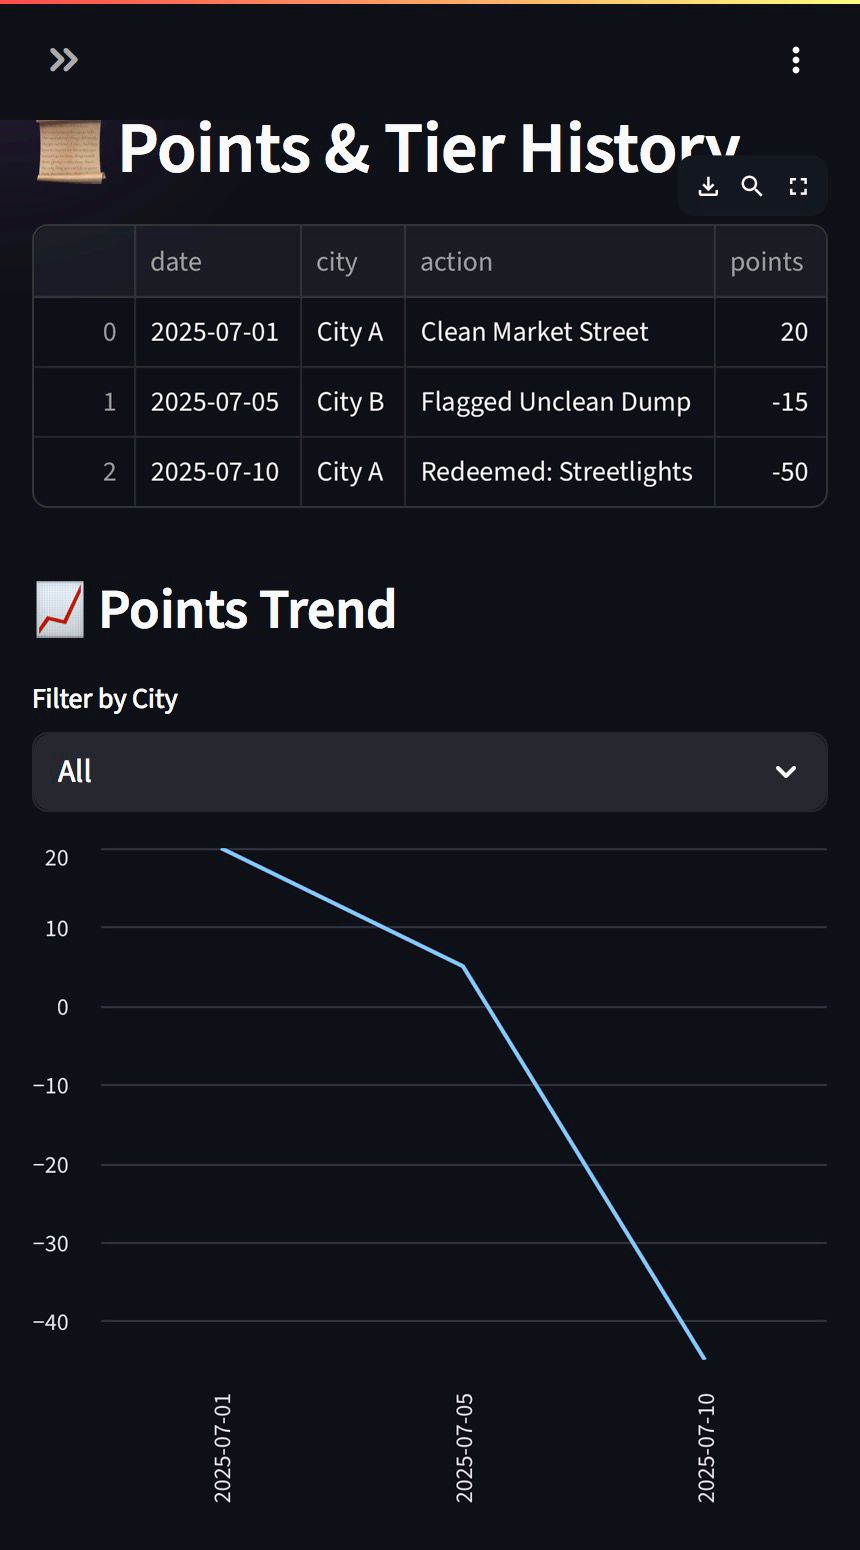 Points & Tier History
date city action points
0 2025-07-01 City A Clean Market Street 20
1 2025-07-05 City B Flagged Unclean Dump -15
2 2025-07-10 City A Redeemed: Streetlights -50
Points Trend
Filter by City
All
20
10
0
−10
−20
−30
−40
2025-07-01
2025-07-05
2025-07-10